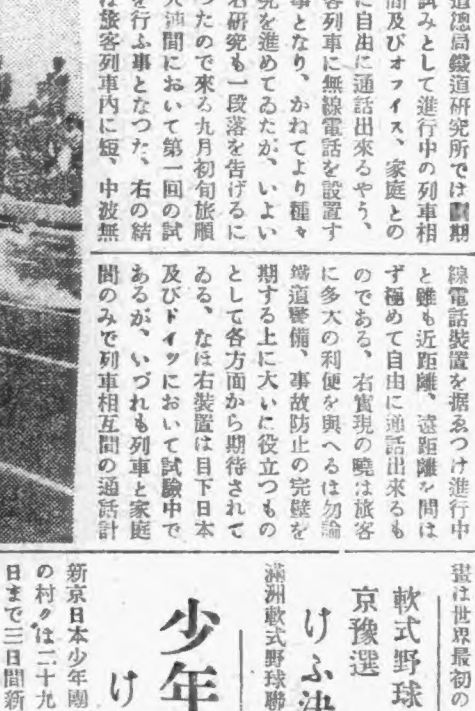 道總局鐵道研究所では劃期
試みとして進行中の列車相
間及びオフイス、家庭との
に自由に通話出來るやう、
客列車に無線電話を設置す
事となり、かねてより種々
究を進めてゐたが、いよい
名研究も一段落を告げるに
つたので來る九月初旬旅順
大連間において第一回の試
を行ふ事となつた、右の結
は旅客列車內に短、中波無
線電話裝置を据ゑつけ進行中
と雖も近距離、遠距離を問は
ず極めて自由に通話出來るも
のである、右實現の曉は旅客
に多大の利便を與へるは勿論
鐵道警備、事故防止の完璧を
期する上に大いに役立つもの
として各方面から期待されて
ゐる、なほ右裝置は目下日本
及びドイツにおいて試驗中で
あるが、いづれも列車と家庭
間のみで列車相互間の通話計
畫は世界最初の
軟式野球
京豫選
けふ決
滿洲軟式野球聯
少年
け
新京日本少年團
の村〃は二十九
日まで三日間新